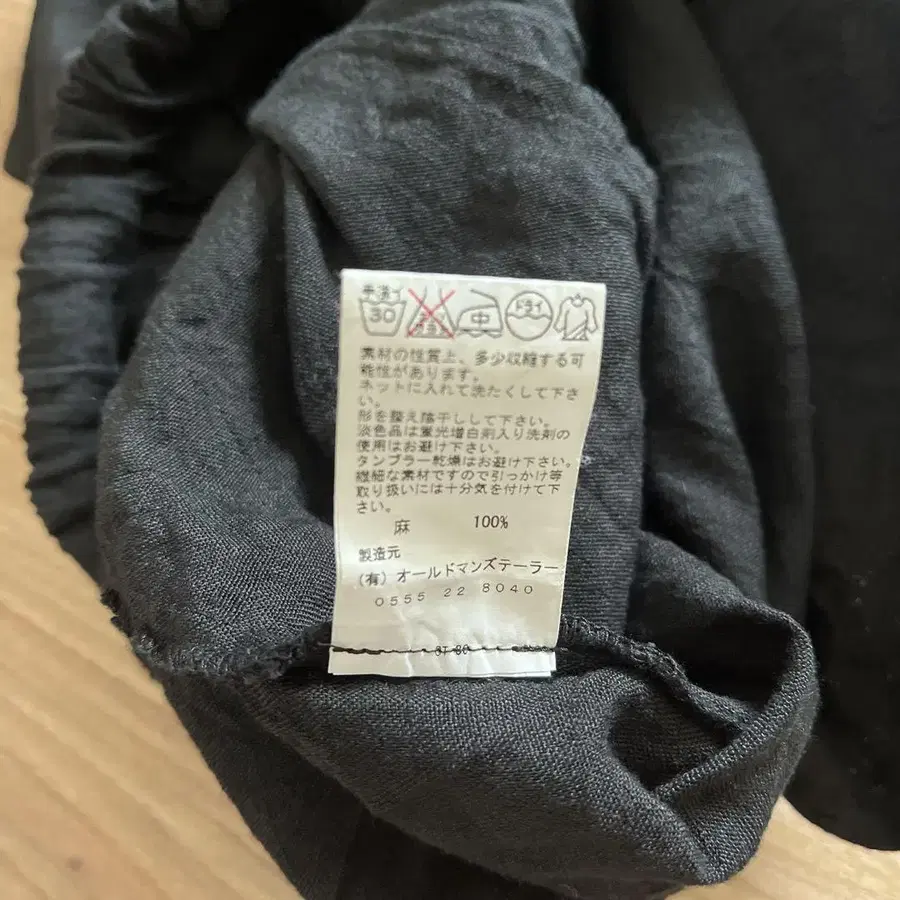 手洗イ 30 中 ドライ
素材の性質上、多少収縮する可
能性があります。
ネットに入れて洗たくして下さ
い。
形を整え陰干しして下さい。
淡色品は蛍光増白剤入り洗剤の
使用はお避け下さい。
タンブラー乾燥はお避け下さい。
繊細な素材ですので引っかけ等
取り扱いには十分気を付けて下
さい。
麻 100%
製造元
(有) オールドマンズテーラー
0555 22 8040